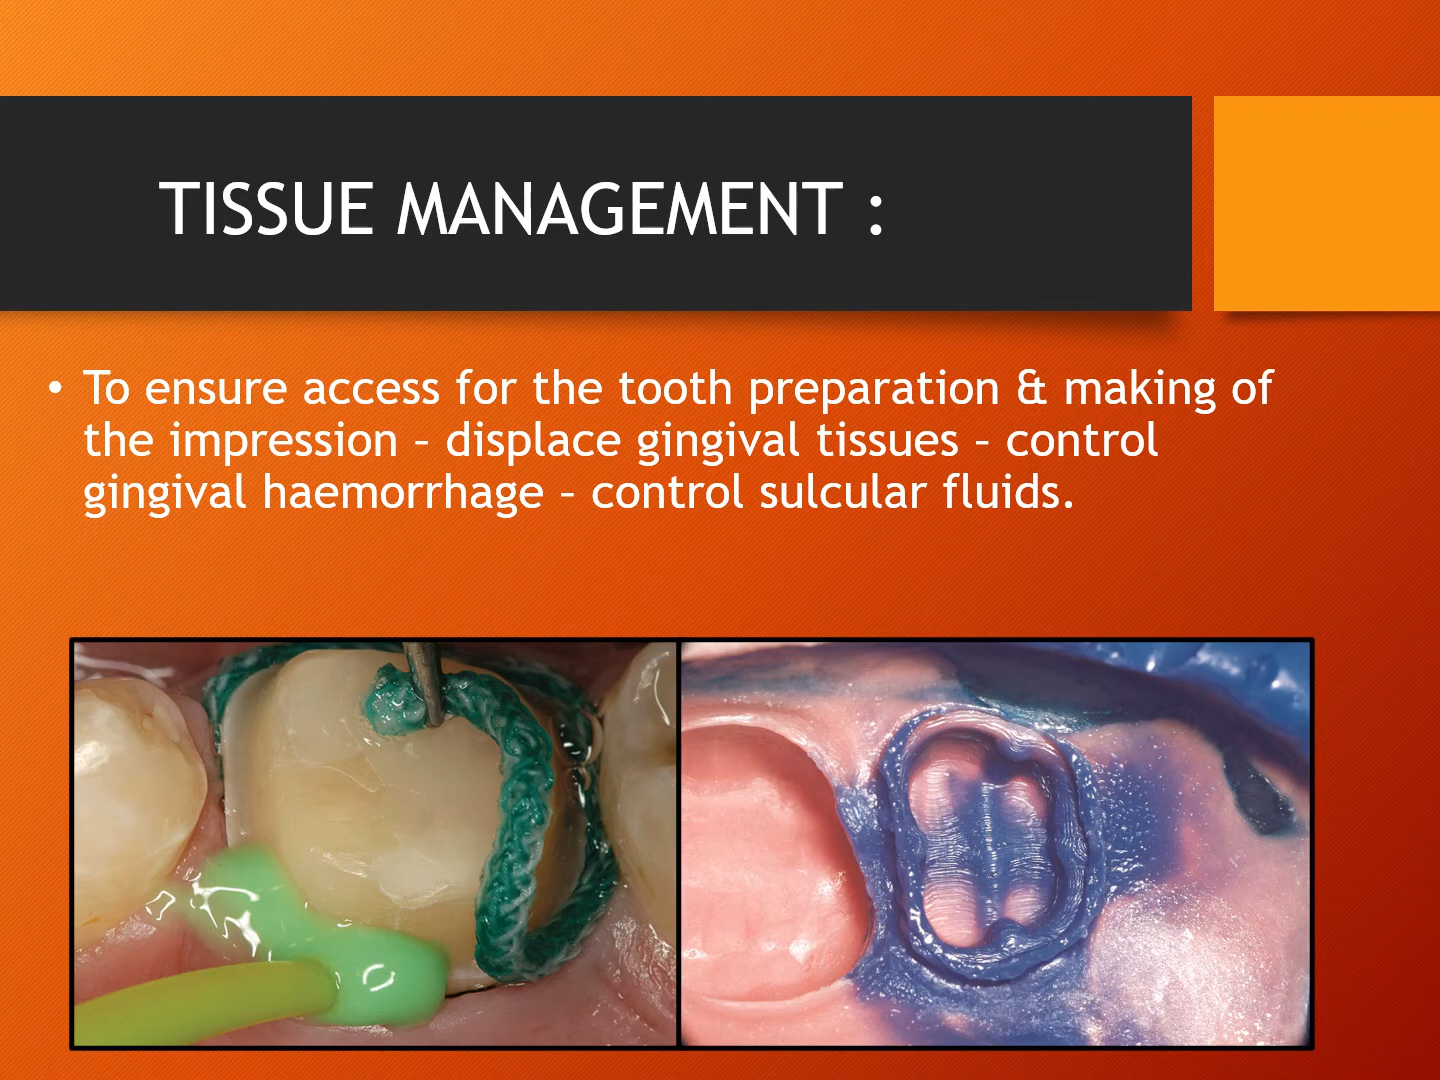 TISSUE MANAGEMENT :
• To ensure access for the tooth preparation & making of
the impression – displace gingival tissues – control
gingival haemorrhage – control sulcular fluids.